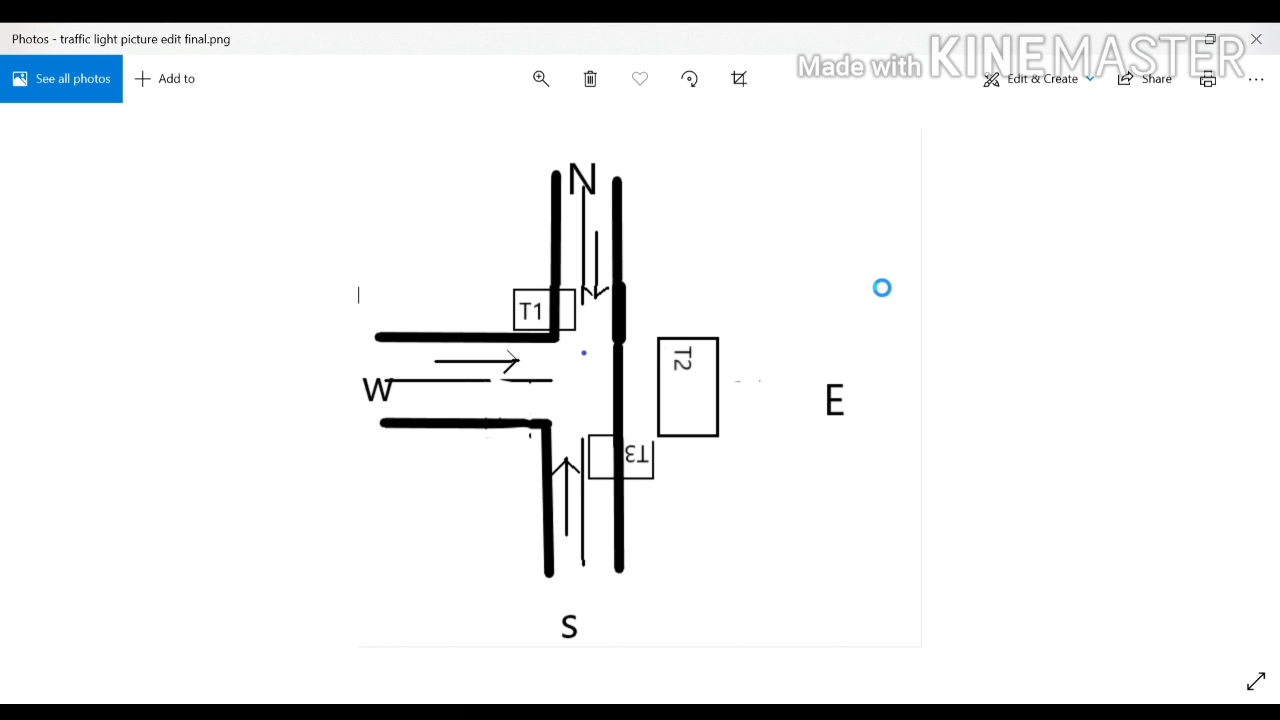 Photos - traffic light picture edit final.png
Made with KINEMASTER
See all photos
Add to
Edit & Create
Share
N
T1
T2
W
E
T3
S